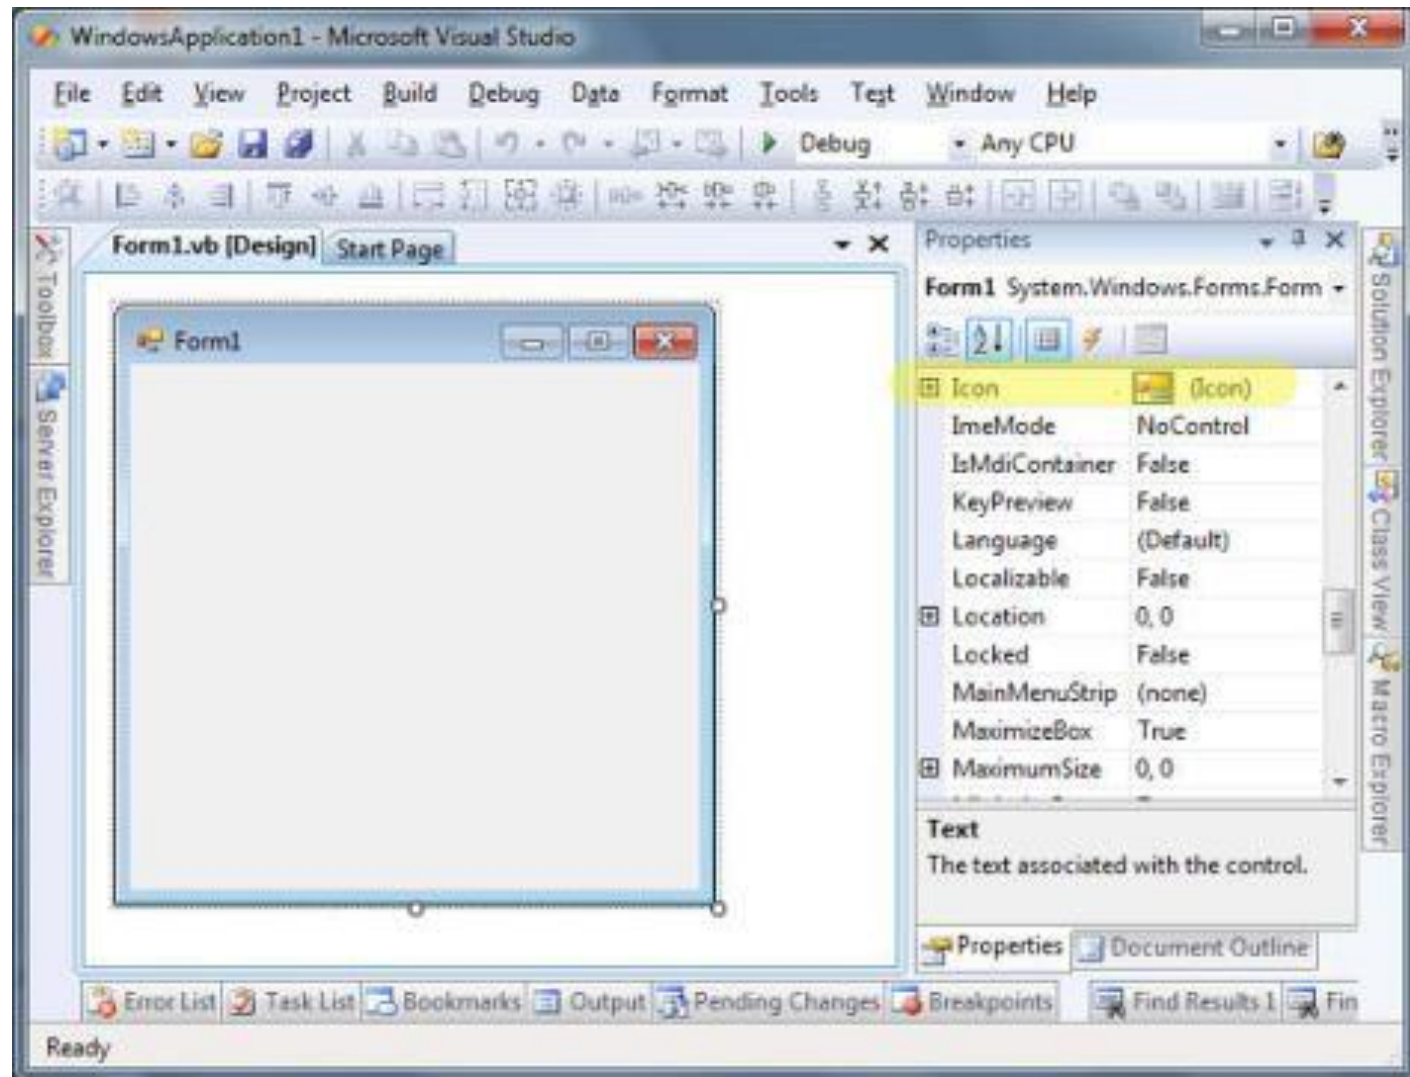 WindowsApplication1 - Microsoft Visual Studio
File Edit View Project Build Debug Data Format Tools Test Window Help
Debug Any CPU
Toolbox
Server Explorer
Form1.vb [Design] Start Page
Form1
Properties
Form1 System.Windows.Forms.Form
Icon (Icon)
ImeMode NoControl
IsMdiContainer False
KeyPreview False
Language (Default)
Localizable False
Location 0, 0
Locked False
MainMenuStrip (none)
MaximizeBox True
MaximumSize 0, 0
Text
The text associated with the control.
Properties Document Outline
Solution Explorer
Class View
Macro Explorer
Error List Task List Bookmarks Output Pending Changes Breakpoints Find Results 1 Fin
Ready